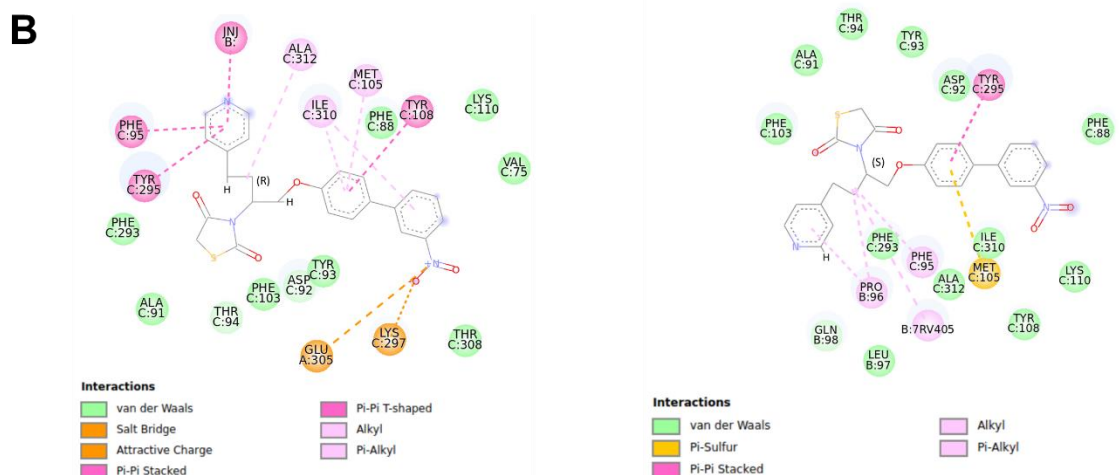 B
JNJ
B:
ALA
C:312
MET
C:105
ILE
C:310
PHE
C:88
TYR
C:108
LYS
C:110
VAL
C:75
PHE
C:95
TYR
C:295
PHE
C:293
N
(R)
H
O
H
O
N
S
O
N+
O
O
ALA
C:91
THR
C:94
PHE
C:103
ASP
C:92
TYR
C:93
GLU
A:305
LYS
C:297
THR
C:308
Interactions
van der Waals
Salt Bridge
Attractive Charge
Pi-Pi Stacked
Pi-Pi T-shaped
Alkyl
Pi-Alkyl
THR
C:94
TYR
C:93
ALA
C:91
ASP
C:92
TYR
C:295
PHE
C:103
PHE
C:88
S
O
O
N
(S)
O
N
H
N+
O
O
PHE
C:293
PHE
C:95
ILE
C:310
MET
C:105
ALA
C:312
LYS
C:110
PRO
B:96
B:7RV405
TYR
C:108
GLN
B:98
LEU
B:97
Interactions
van der Waals
Pi-Sulfur
Pi-Pi Stacked
Alkyl
Pi-Alkyl